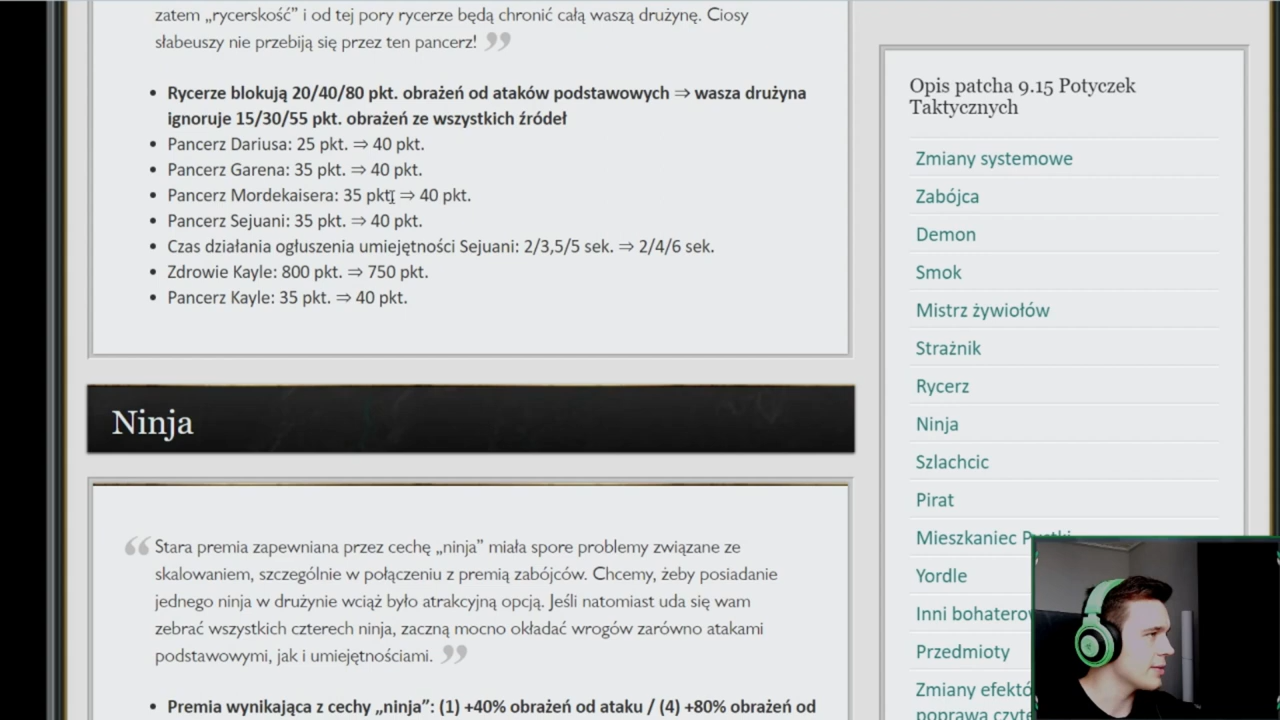 zatem „rycerskość” i od tej pory rycerze będą chronić całą waszą drużynę. Ciosy
słabeuszy nie przebiją się przez ten pancerz! ”
• Rycerze blokują 20/40/80 pkt. obrażeń od ataków podstawowych ⇒ wasza drużyna
ignoruje 15/30/55 pkt. obrażeń ze wszystkich źródeł
• Pancerz Dariusa: 25 pkt. ⇒ 40 pkt.
• Pancerz Garena: 35 pkt. ⇒ 40 pkt.
• Pancerz Mordekaisera: 35 pkt. ⇒ 40 pkt.
• Pancerz Sejuani: 35 pkt. ⇒ 40 pkt.
• Czas działania ogłuszenia umiejętności Sejuani: 2/3,5/5 sek. ⇒ 2/4/6 sek.
• Zdrowie Kayle: 800 pkt. ⇒ 750 pkt.
• Pancerz Kayle: 35 pkt. ⇒ 40 pkt.
Ninja
“ Stara premia zapewniana przez cechę „ninja” miała spore problemy związane ze
skalowaniem, szczególnie w połączeniu z premią zabójców. Chcemy, żeby posiadanie
jednego ninja w drużynie wciąż było atrakcyjną opcją. Jeśli natomiast uda się wam
zebrać wszystkich czterech ninja, zaczną mocno okładać wrogów zarówno atakami
podstawowymi, jak i umiejętnościami. ”
• Premia wynikająca z cechy „ninja”: (1) +40% obrażeń od ataku / (4) +80% obrażeń od
Opis patcha 9.15 Potyczek
Taktycznych
Zmiany systemowe
Zabójca
Demon
Smok
Mistrz żywiołów
Strażnik
Rycerz
Ninja
Szlachcic
Pirat
Mieszkaniec Pustki
Yordle
Inni bohaterow
Przedmioty
Zmiany efektó
poprawa czyte